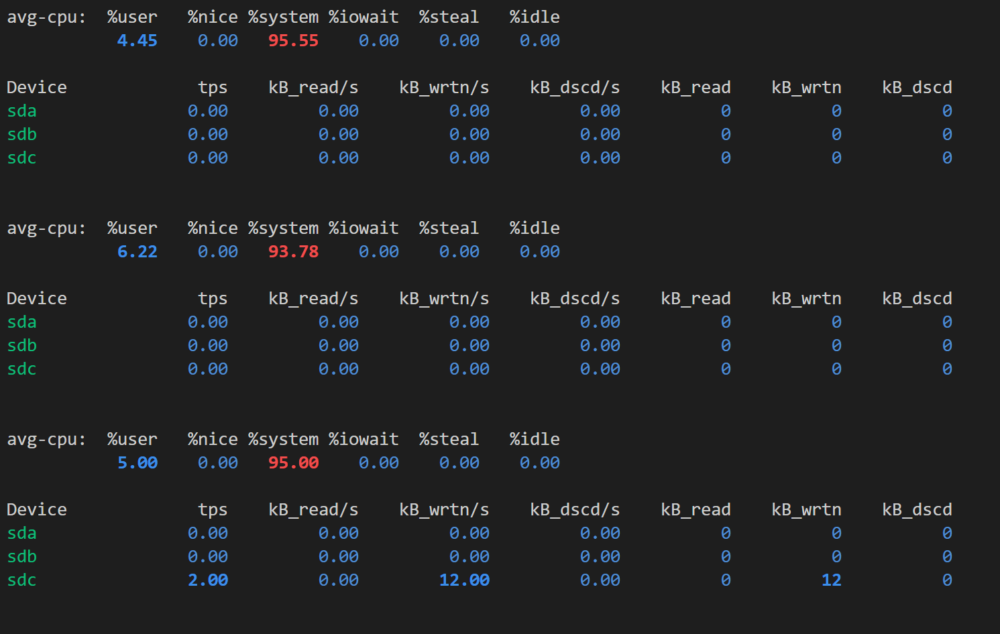 avg-cpu:  %user   %nice %system %iowait  %steal   %idle
           4.45    0.00   95.55    0.00    0.00    0.00
Device             tps    kB_read/s    kB_wrtn/s    kB_dscd/s    kB_read    kB_wrtn    kB_dscd
sda               0.00         0.00         0.00         0.00          0          0          0
sdb               0.00         0.00         0.00         0.00          0          0          0
sdc               0.00         0.00         0.00         0.00          0          0          0
avg-cpu:  %user   %nice %system %iowait  %steal   %idle
           6.22    0.00   93.78    0.00    0.00    0.00
Device             tps    kB_read/s    kB_wrtn/s    kB_dscd/s    kB_read    kB_wrtn    kB_dscd
sda               0.00         0.00         0.00         0.00          0          0          0
sdb               0.00         0.00         0.00         0.00          0          0          0
sdc               0.00         0.00         0.00         0.00          0          0          0
avg-cpu:  %user   %nice %system %iowait  %steal   %idle
           5.00    0.00   95.00    0.00    0.00    0.00
Device             tps    kB_read/s    kB_wrtn/s    kB_dscd/s    kB_read    kB_wrtn    kB_dscd
sda               0.00         0.00         0.00         0.00          0          0          0
sdb               0.00         0.00         0.00         0.00          0          0          0
sdc               2.00         0.00        12.00         0.00          0         12          0